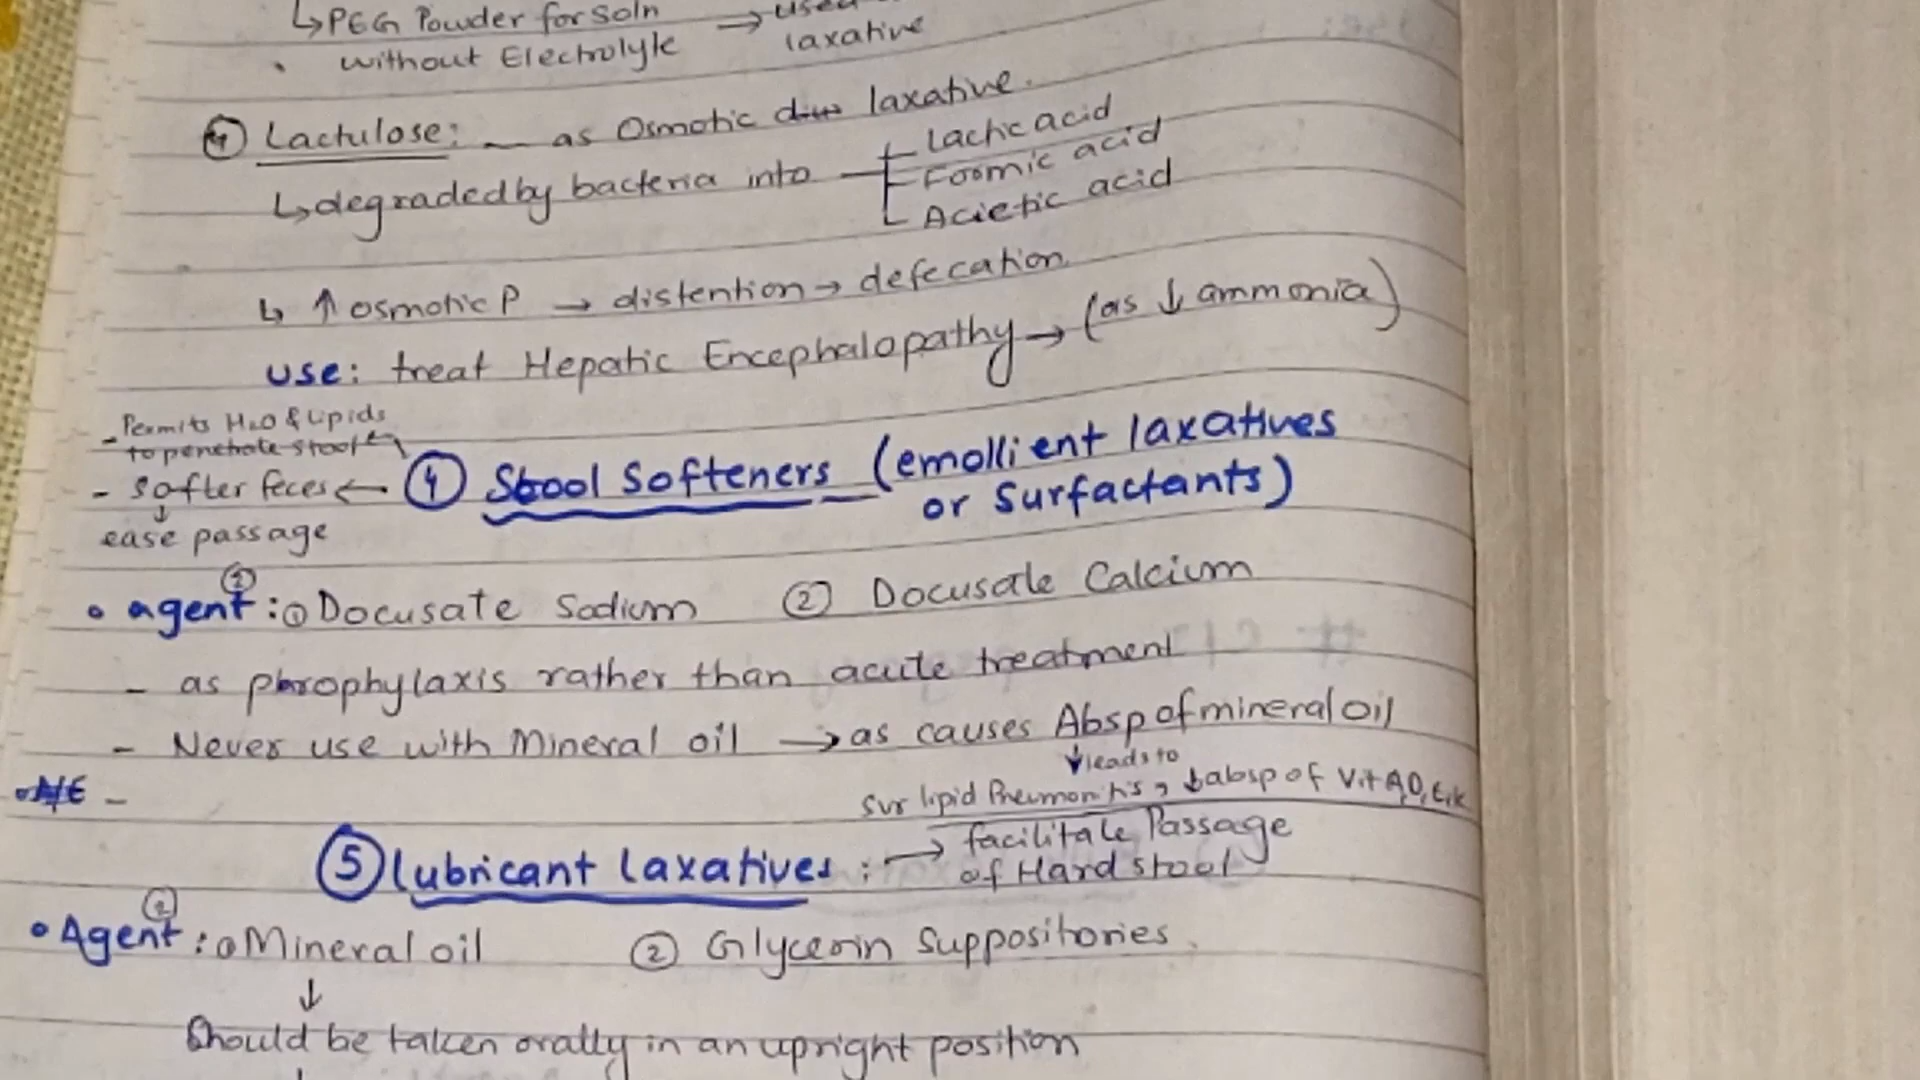 ↳PEG Powder for Soln → used
without Electrolyle laxative
④ Lactulose: — as Osmotic laxative.
↳degraded by bacteria into Lactic acid
Foomic acid
Acietic acid
↳ ↑ osmotic P → distention → defecation
use: treat Hepatic Encephalopathy → (as ↓ ammonia)
- Permits H2O & Lipids
to penetrate stool
- Softer feces ← ④ Stool Softeners (emollient laxatives
or Surfactants)
↓
ease passage
• agent ② : ① Docusate Sodium ② Docusate Calcium
- as prophylaxis rather than acute treatment
- Never use with Mineral oil → as causes Absp of mineral oil
↓ leads to
lipid Pneumonitis, ↓ absp of Vit A,D,E,K
⑤ lubricant laxatives : → facilitale Passage
of Hard stool
• Agent ② : ① Mineral oil ② Glycerin Suppositories
↓
Should be taken orally in an upright position